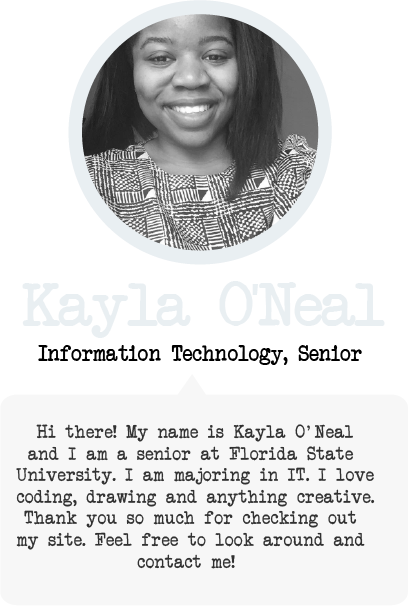 Kayla O'Neal
Information Technology, Senior
Hi there! My name is Kayla O'Neal
and I am a senior at Florida State
University. I am majoring in IT. I love
coding, drawing and anything creative.
Thank you so much for checking out
my site. Feel free to look around and
contact me!